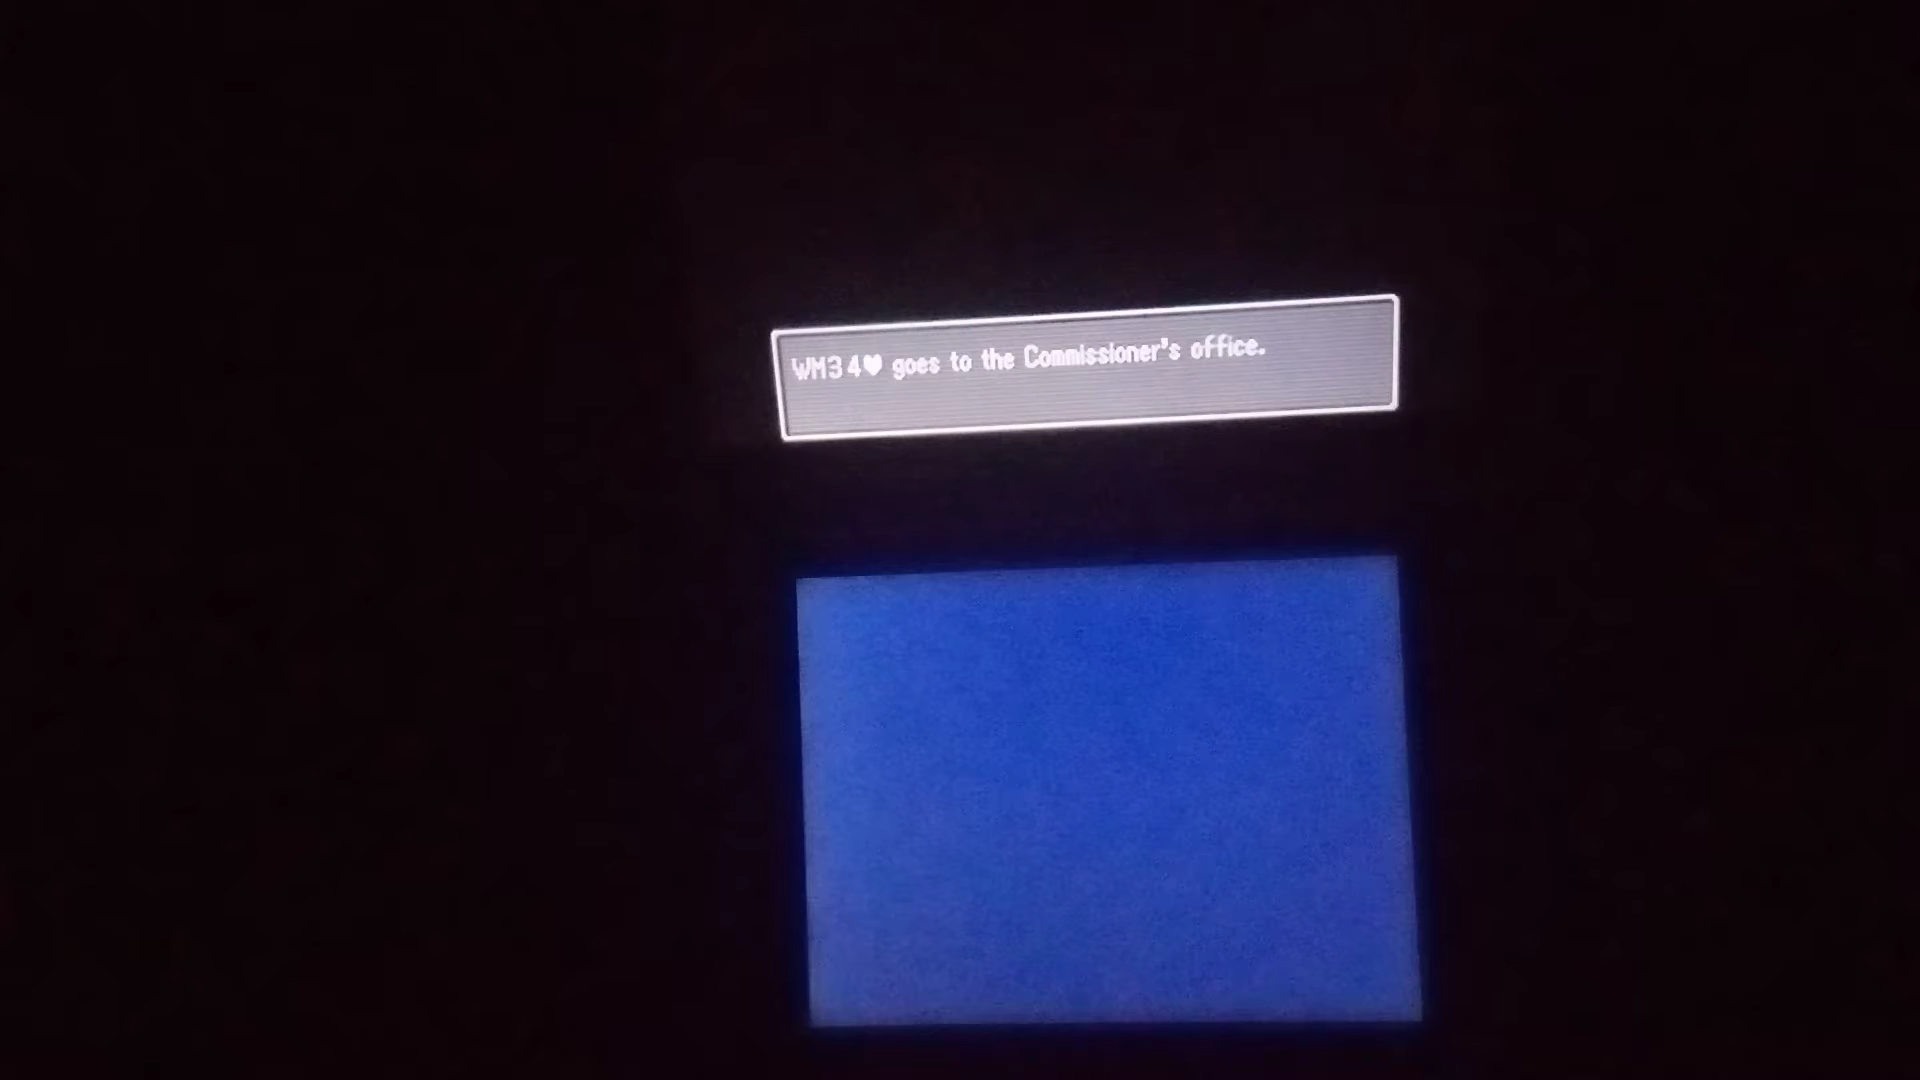 WM34♥ goes to the Commissioner's office.